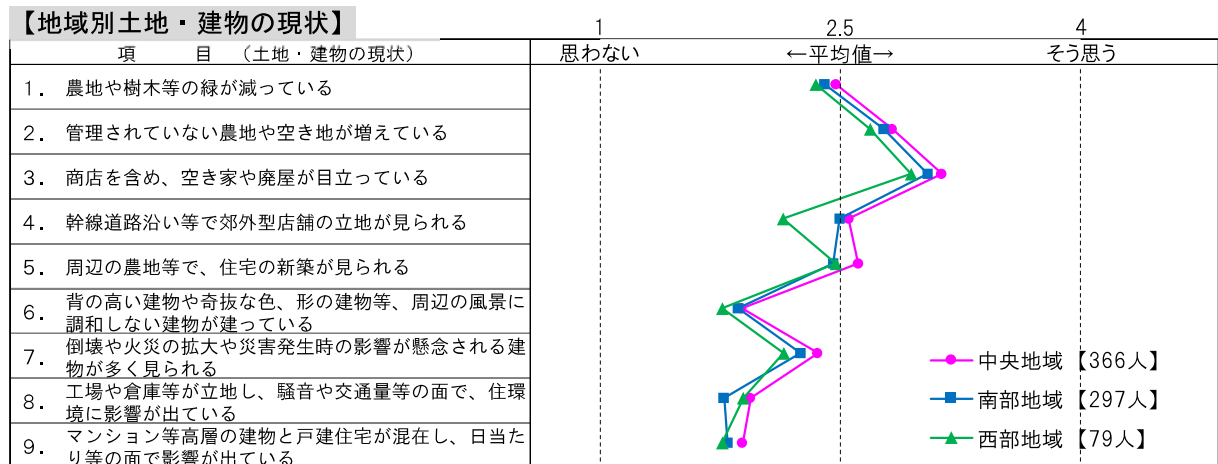 【地域別土地・建物の現状】
1 2.5 4
項 目 （土地・建物の現状） 思わない ←平均値→ そう思う
1． 農地や樹木等の緑が減っている
2． 管理されていない農地や空き地が増えている
3． 商店を含め、空き家や廃屋が目立っている
4． 幹線道路沿い等で郊外型店舗の立地が見られる
5． 周辺の農地等で、住宅の新築が見られる
6． 背の高い建物や奇抜な色、形の建物等、周辺の風景に
調和しない建物が建っている
7． 倒壊や火災の拡大や災害発生時の影響が懸念される建
物が多く見られる
8． 工場や倉庫等が立地し、騒音や交通量等の面で、住環
境に影響が出ている
9． マンション等高層の建物と戸建住宅が混在し、日当た
り等の面で影響が出ている
中央地域 【366人】
南部地域 【297人】
西部地域 【79人】